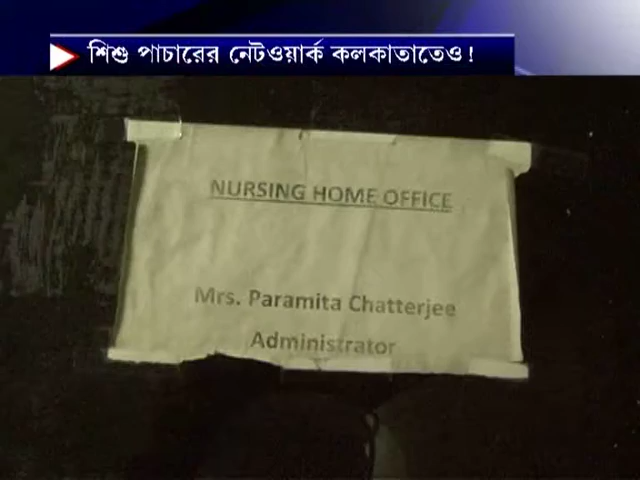 শিশু পাচারের নেটওয়ার্ক কলকাতাতেও!
NURSING HOME OFFICE
Mrs. Paramita Chatterjee
Administrator